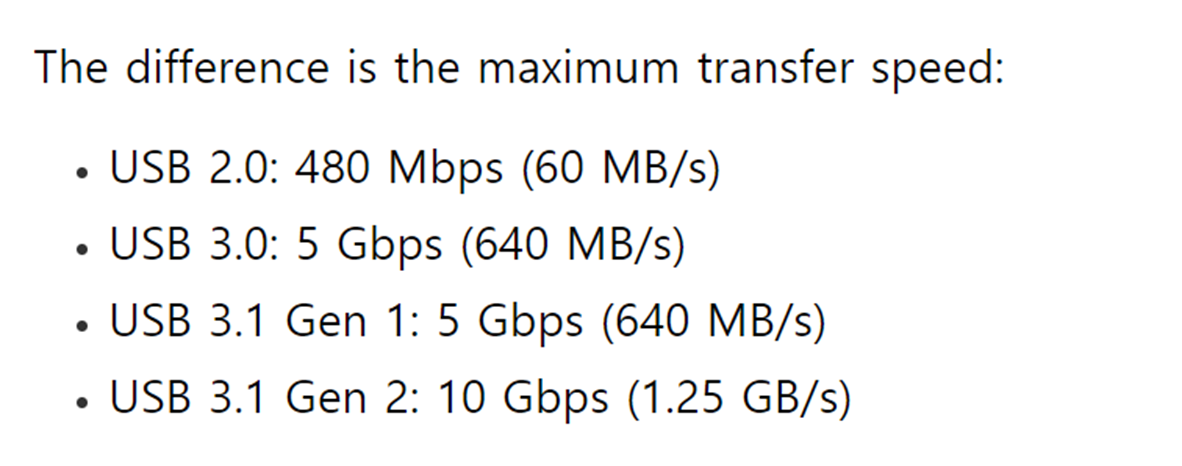 The difference is the maximum transfer speed:
• USB 2.0: 480 Mbps (60 MB/s)
• USB 3.0: 5 Gbps (640 MB/s)
• USB 3.1 Gen 1: 5 Gbps (640 MB/s)
• USB 3.1 Gen 2: 10 Gbps (1.25 GB/s)